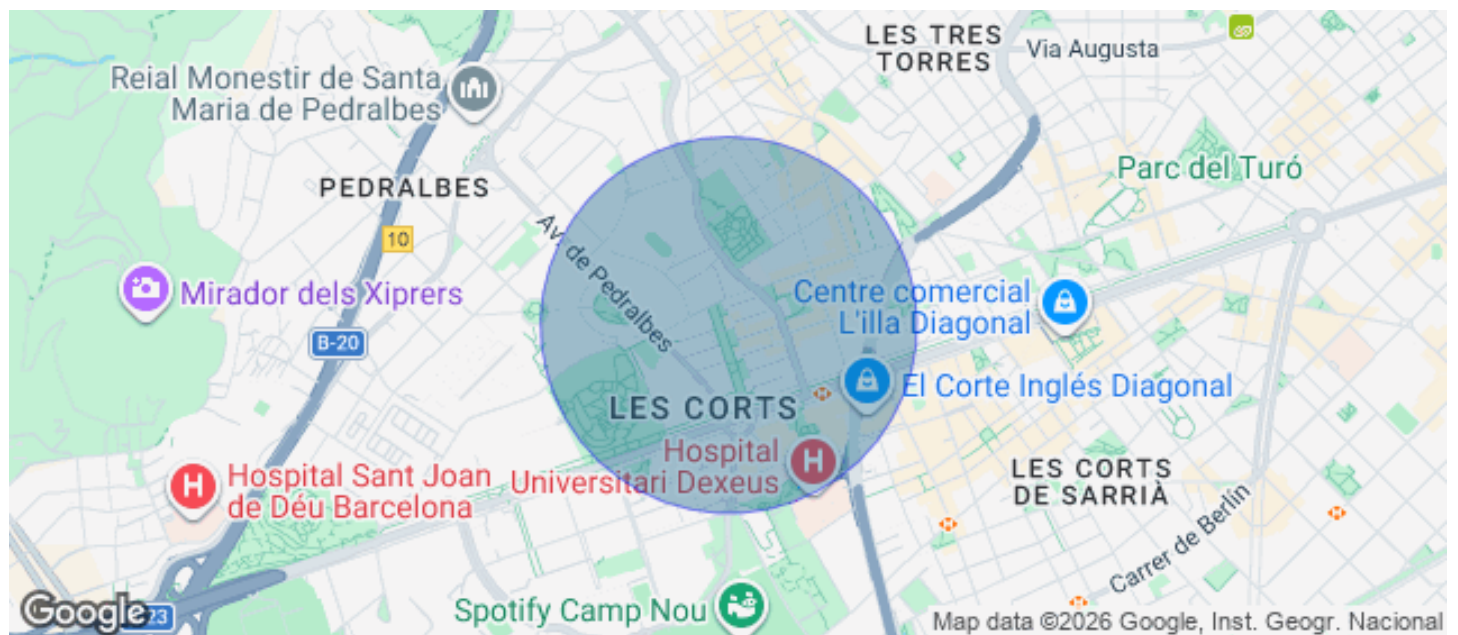 LES TRES
TORRES
Via Augusta
Reial Monestir de Santa
Maria de Pedralbes
Parc del Turó
PEDRALBES
10
Av. de Pedralbes
Mirador dels Xiprers
Centre comercial
L'illa Diagonal
B-20
El Corte Inglés Diagonal
LES CORTS
Hospital
Universitari Dexeus
H
LES CORTS
DE SARRIÀ
H
Hospital Sant Joan
de Déu Barcelona
Carrer de Berlín
Google
23
Spotify Camp Nou
Map data ©2026 Google, Inst. Geogr. Nacional